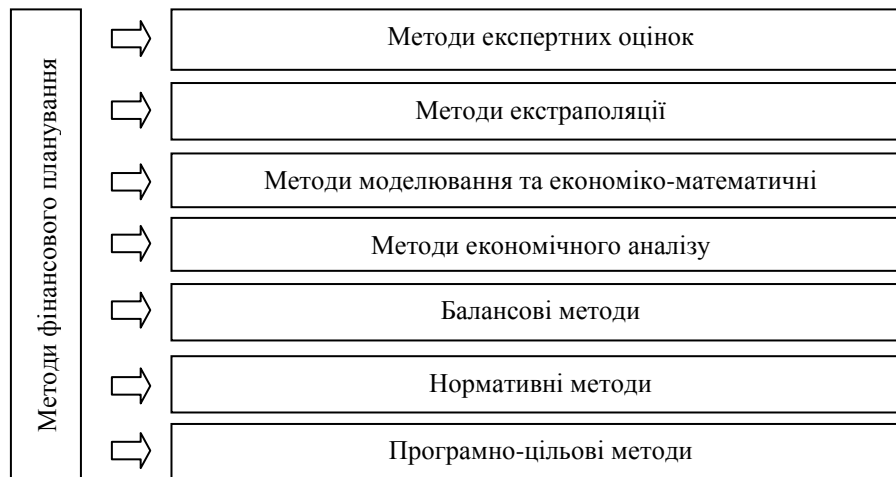 Методи фінансового планування
Методи експертних оцінок
Методи екстраполяції
Методи моделювання та економіко-математичні
Методи економічного аналізу
Балансові методи
Нормативні методи
Програмно-цільові методи